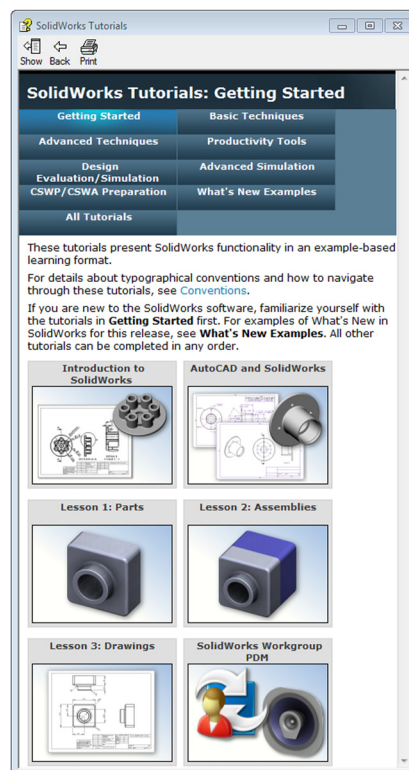 SolidWorks Tutorials
Show Back Print
SolidWorks Tutorials: Getting Started
Getting Started Basic Techniques
Advanced Techniques Productivity Tools
Design
Evaluation/Simulation
Advanced Simulation
CSWP/CSWA Preparation What's New Examples
All Tutorials
These tutorials present SolidWorks functionality in an example-based
learning format.
For details about typographical conventions and how to navigate
through these tutorials, see Conventions.
If you are new to the SolidWorks software, familiarize yourself with
the tutorials in Getting Started first. For examples of What's New in
SolidWorks for this release, see What's New Examples. All other
tutorials can be completed in any order.
Introduction to
SolidWorks
AutoCAD and SolidWorks
Lesson 1: Parts
Lesson 2: Assemblies
Lesson 3: Drawings
SolidWorks Workgroup
PDM